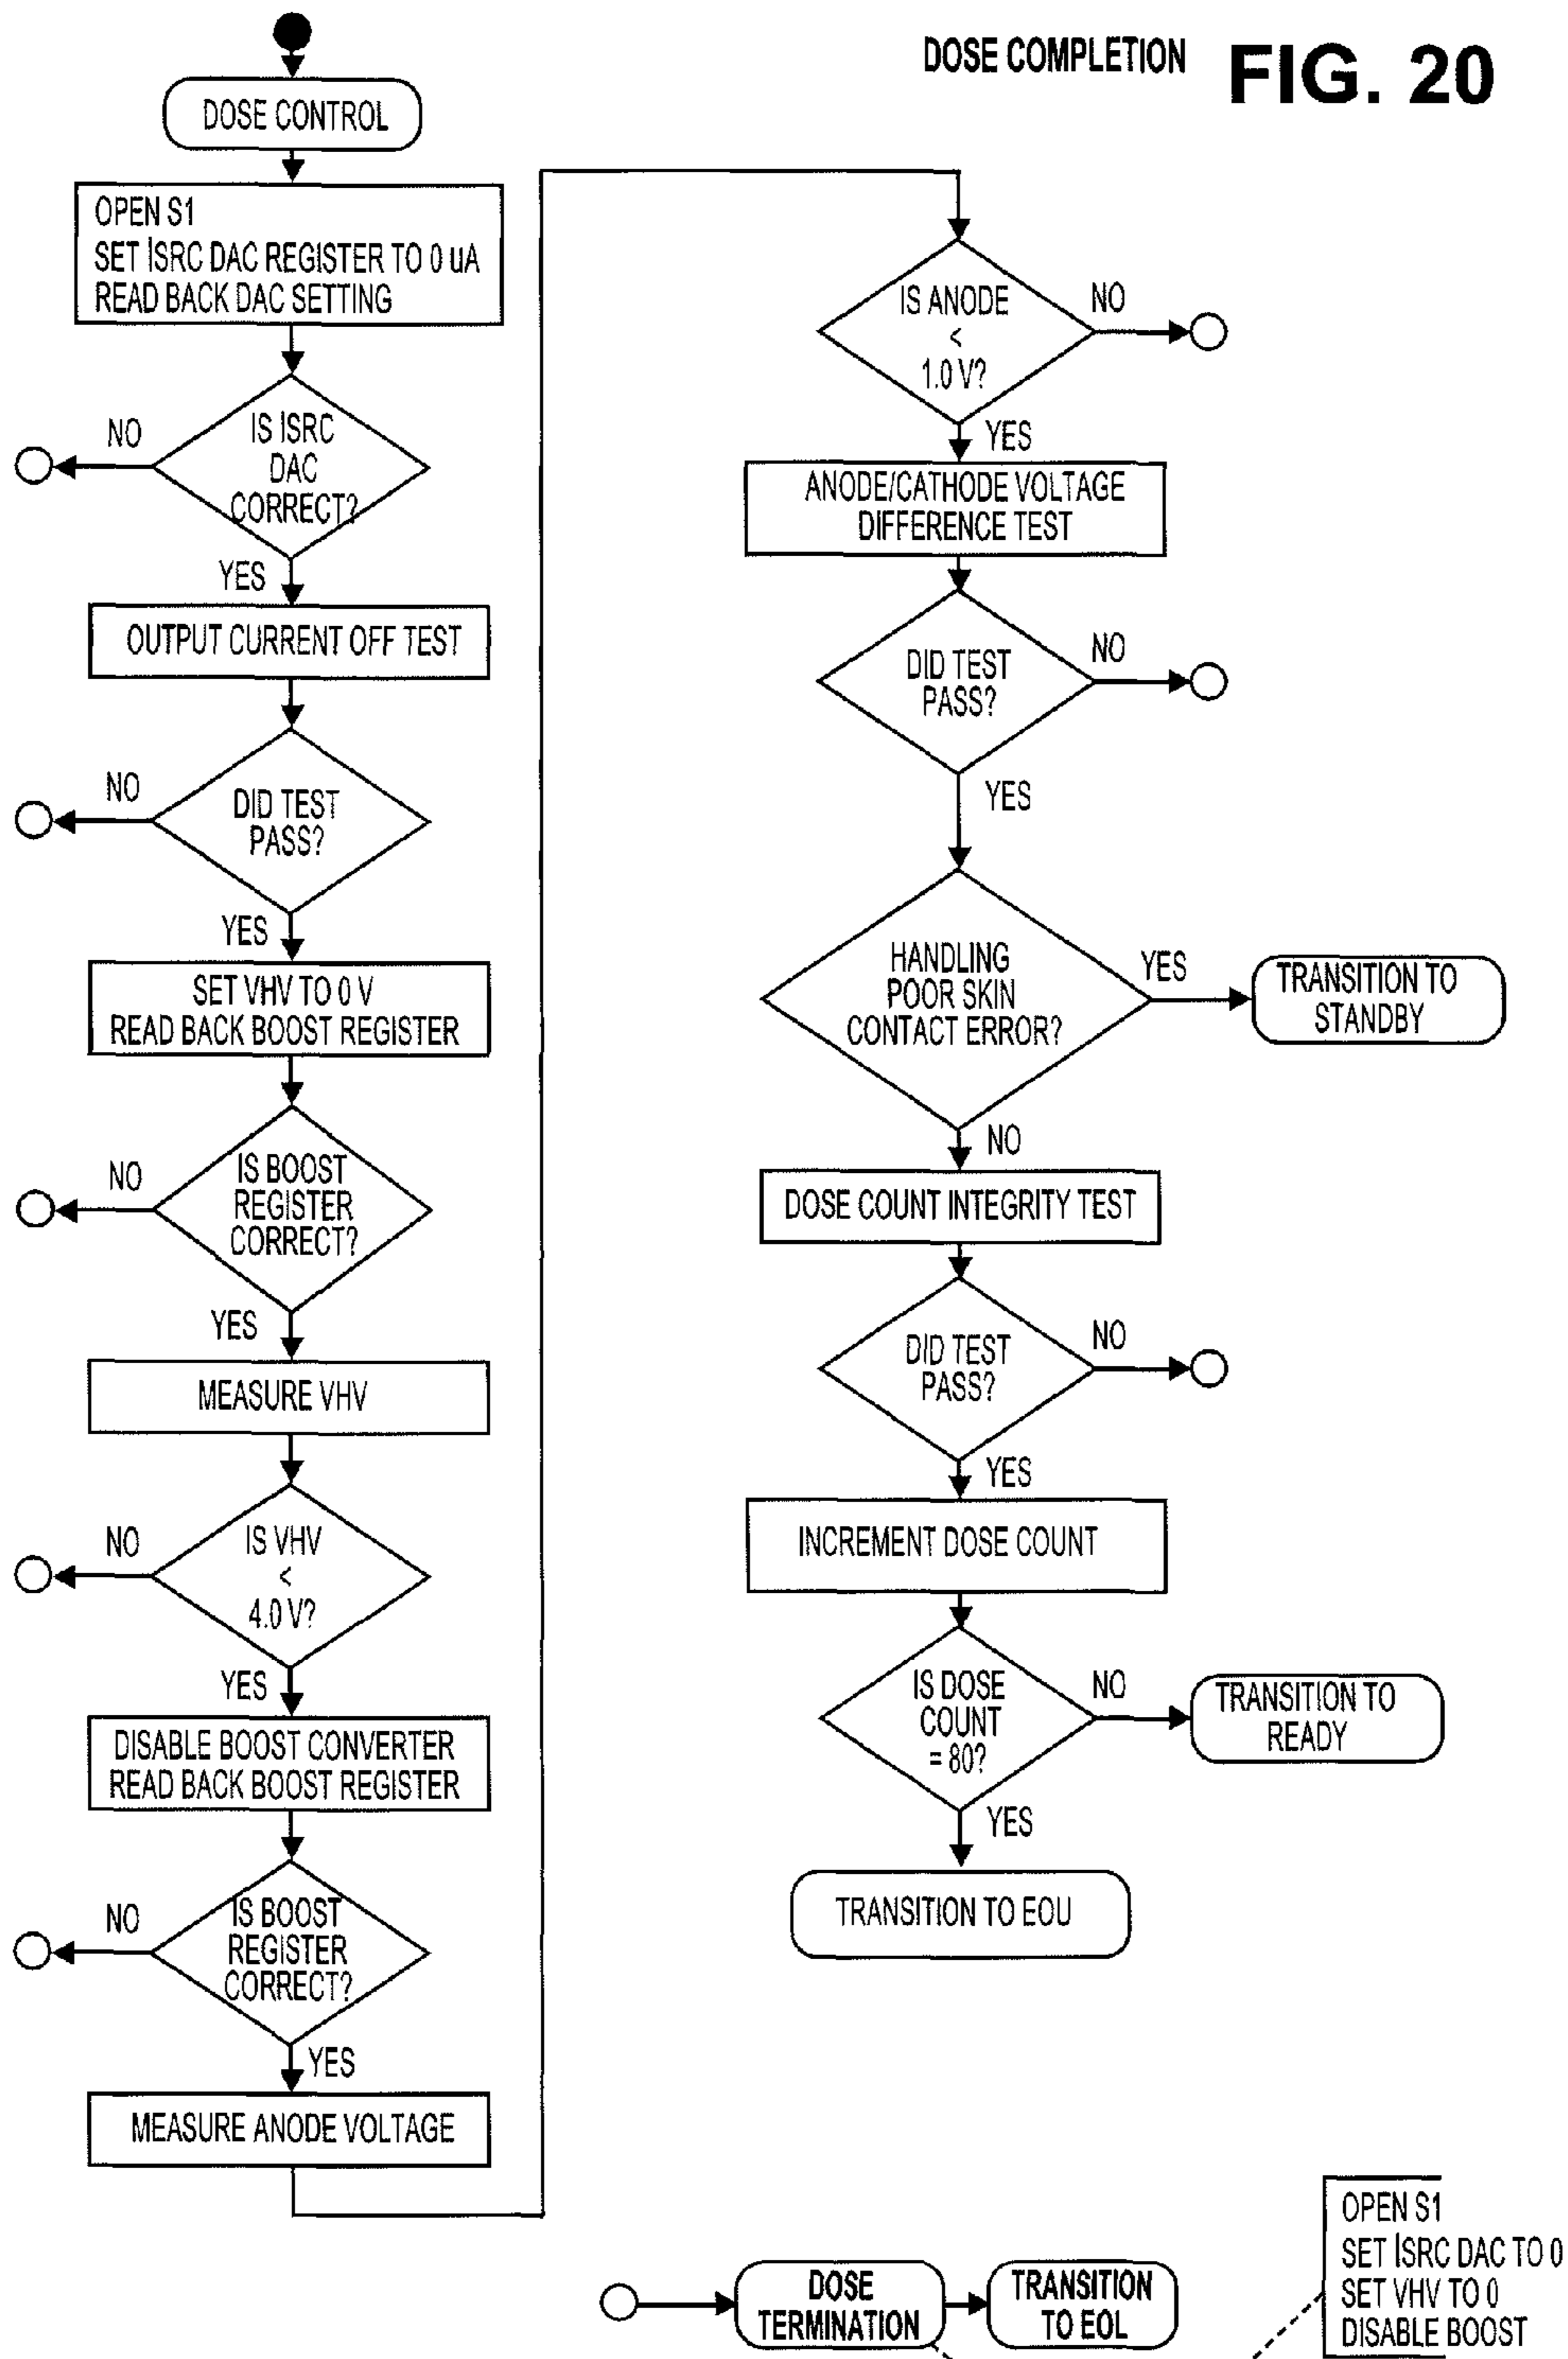 DOSE COMPLETION FIG. 20
DOSE CONTROL
OPEN S1
SET ISRC DAC REGISTER TO 0 uA
READ BACK DAC SETTING
IS ISRC
DAC
CORRECT?
NO
YES
OUTPUT CURRENT OFF TEST
DID TEST
PASS?
NO
YES
SET VHV TO 0 V
READ BACK BOOST REGISTER
IS BOOST
REGISTER
CORRECT?
NO
YES
MEASURE VHV
IS VHV
<
4.0 V?
NO
YES
DISABLE BOOST CONVERTER
READ BACK BOOST REGISTER
IS BOOST
REGISTER
CORRECT?
NO
YES
MEASURE ANODE VOLTAGE
IS ANODE
<
1.0 V?
NO
YES
ANODE/CATHODE VOLTAGE
DIFFERENCE TEST
DID TEST
PASS?
NO
YES
HANDLING
POOR SKIN
CONTACT ERROR?
YES
TRANSITION TO
STANDBY
NO
DOSE COUNT INTEGRITY TEST
DID TEST
PASS?
NO
YES
INCREMENT DOSE COUNT
IS DOSE
COUNT
= 80?
NO
TRANSITION TO
READY
YES
TRANSITION TO EOU
DOSE
TERMINATION
TRANSITION
TO EOL
OPEN S1
SET ISRC DAC TO 0
SET VHV TO 0
DISABLE BOOST